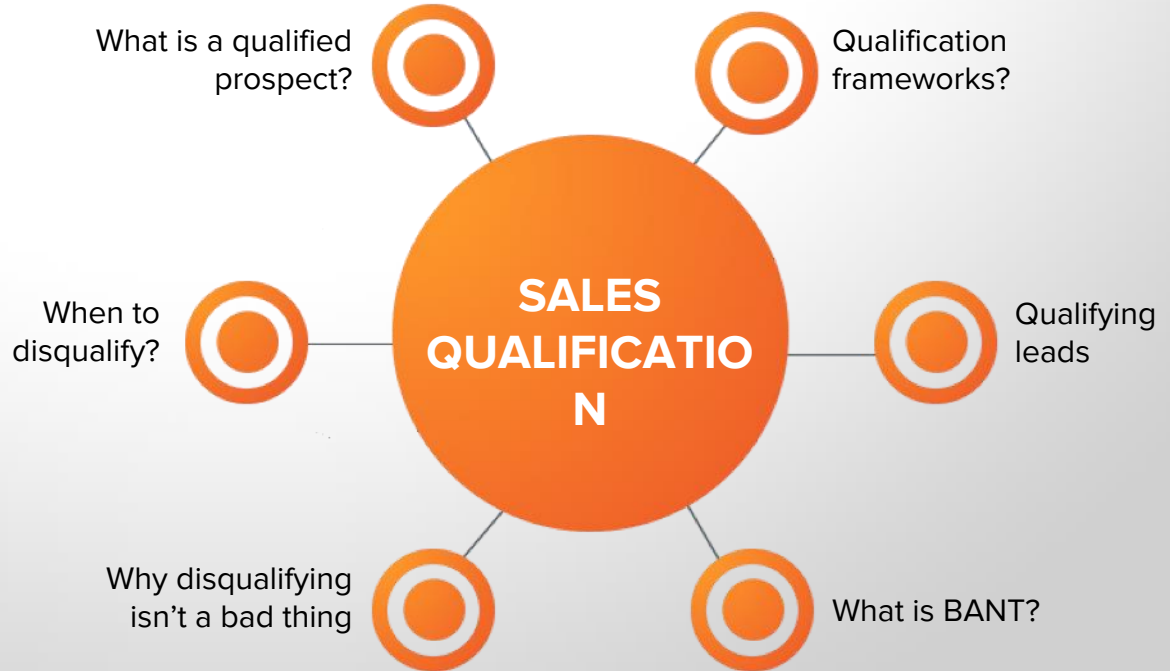 What is a qualified
prospect?
Qualification
frameworks?
When to
disqualify?
SALES
QUALIFICATIO
N
Qualifying
leads
Why disqualifying
isn’t a bad thing
What is BANT?